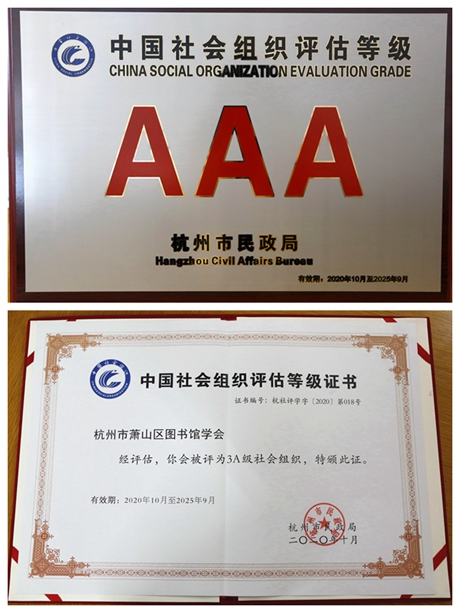 中国社会组织评估等级
CHINA SOCIAL ORGANIZATION EVALUATION GRADE
AAA
杭州市民政局
Hangzhou Civil Affairs Bureau
有效期：2020年10月至2025年9月
中国社会组织评估等级证书
证书编号：杭社评字〔2020〕第018号
杭州市萧山区图书馆学会
经评估，你会被评为3A级社会组织，特颁此证。
有效期：2020年10月至2025年9月
杭州市民政局
二〇二〇年十月